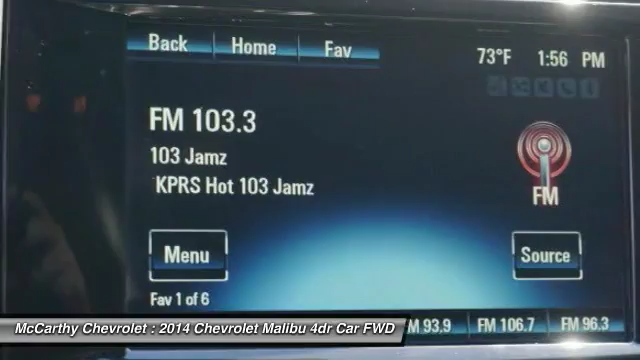 Back Home Fav 73°F 1:56 PM
FM 103.3
103 Jamz
KPRS Hot 103 Jamz
FM
Menu Source
Fav 1 of 6
McCarthy Chevrolet : 2014 Chevrolet Malibu 4dr Car FWD
M 93.9 FM 106.7 FM 96.3